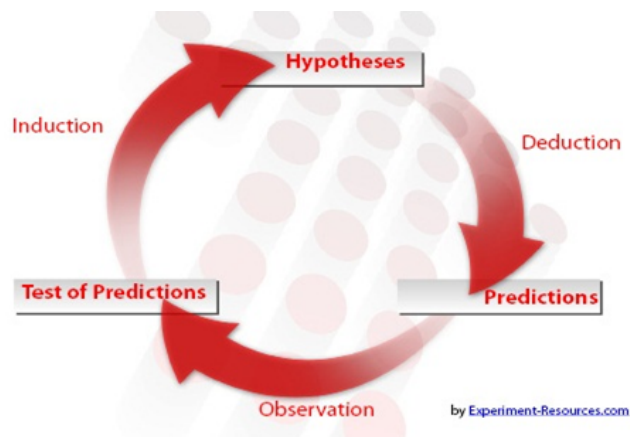 Hypotheses
Induction
Deduction
Test of Predictions
Predictions
Observation
by Experiment-Resources.com